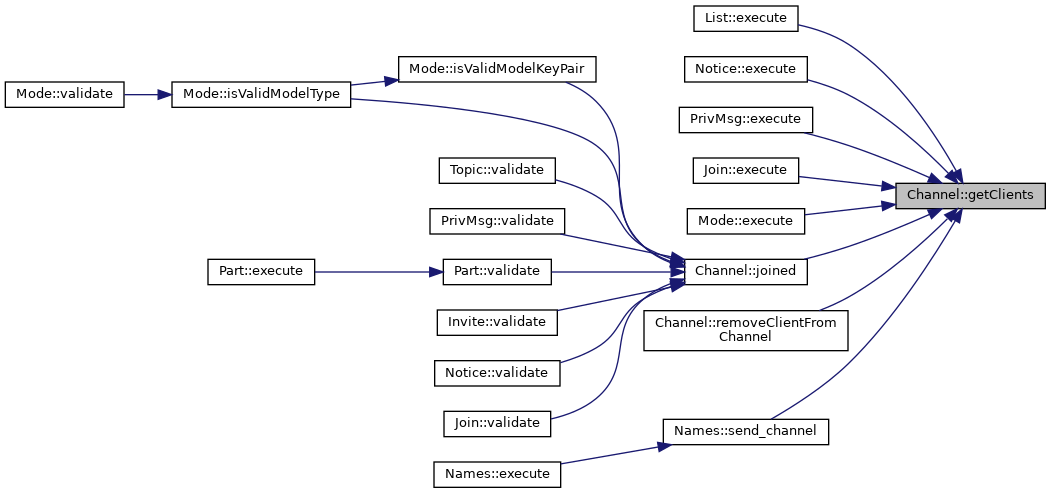 List::execute
Mode::isValidModelKeyPair
Notice::execute
Mode::validate
Mode::isValidModelType
PrivMsg::execute
Topic::validate
Join::execute
Channel::getClients
PrivMsg::validate
Mode::execute
Part::execute
Part::validate
Channel::joined
Invite::validate
Channel::removeClientFrom
Channel
Notice::validate
Join::validate
Names::send_channel
Names::execute